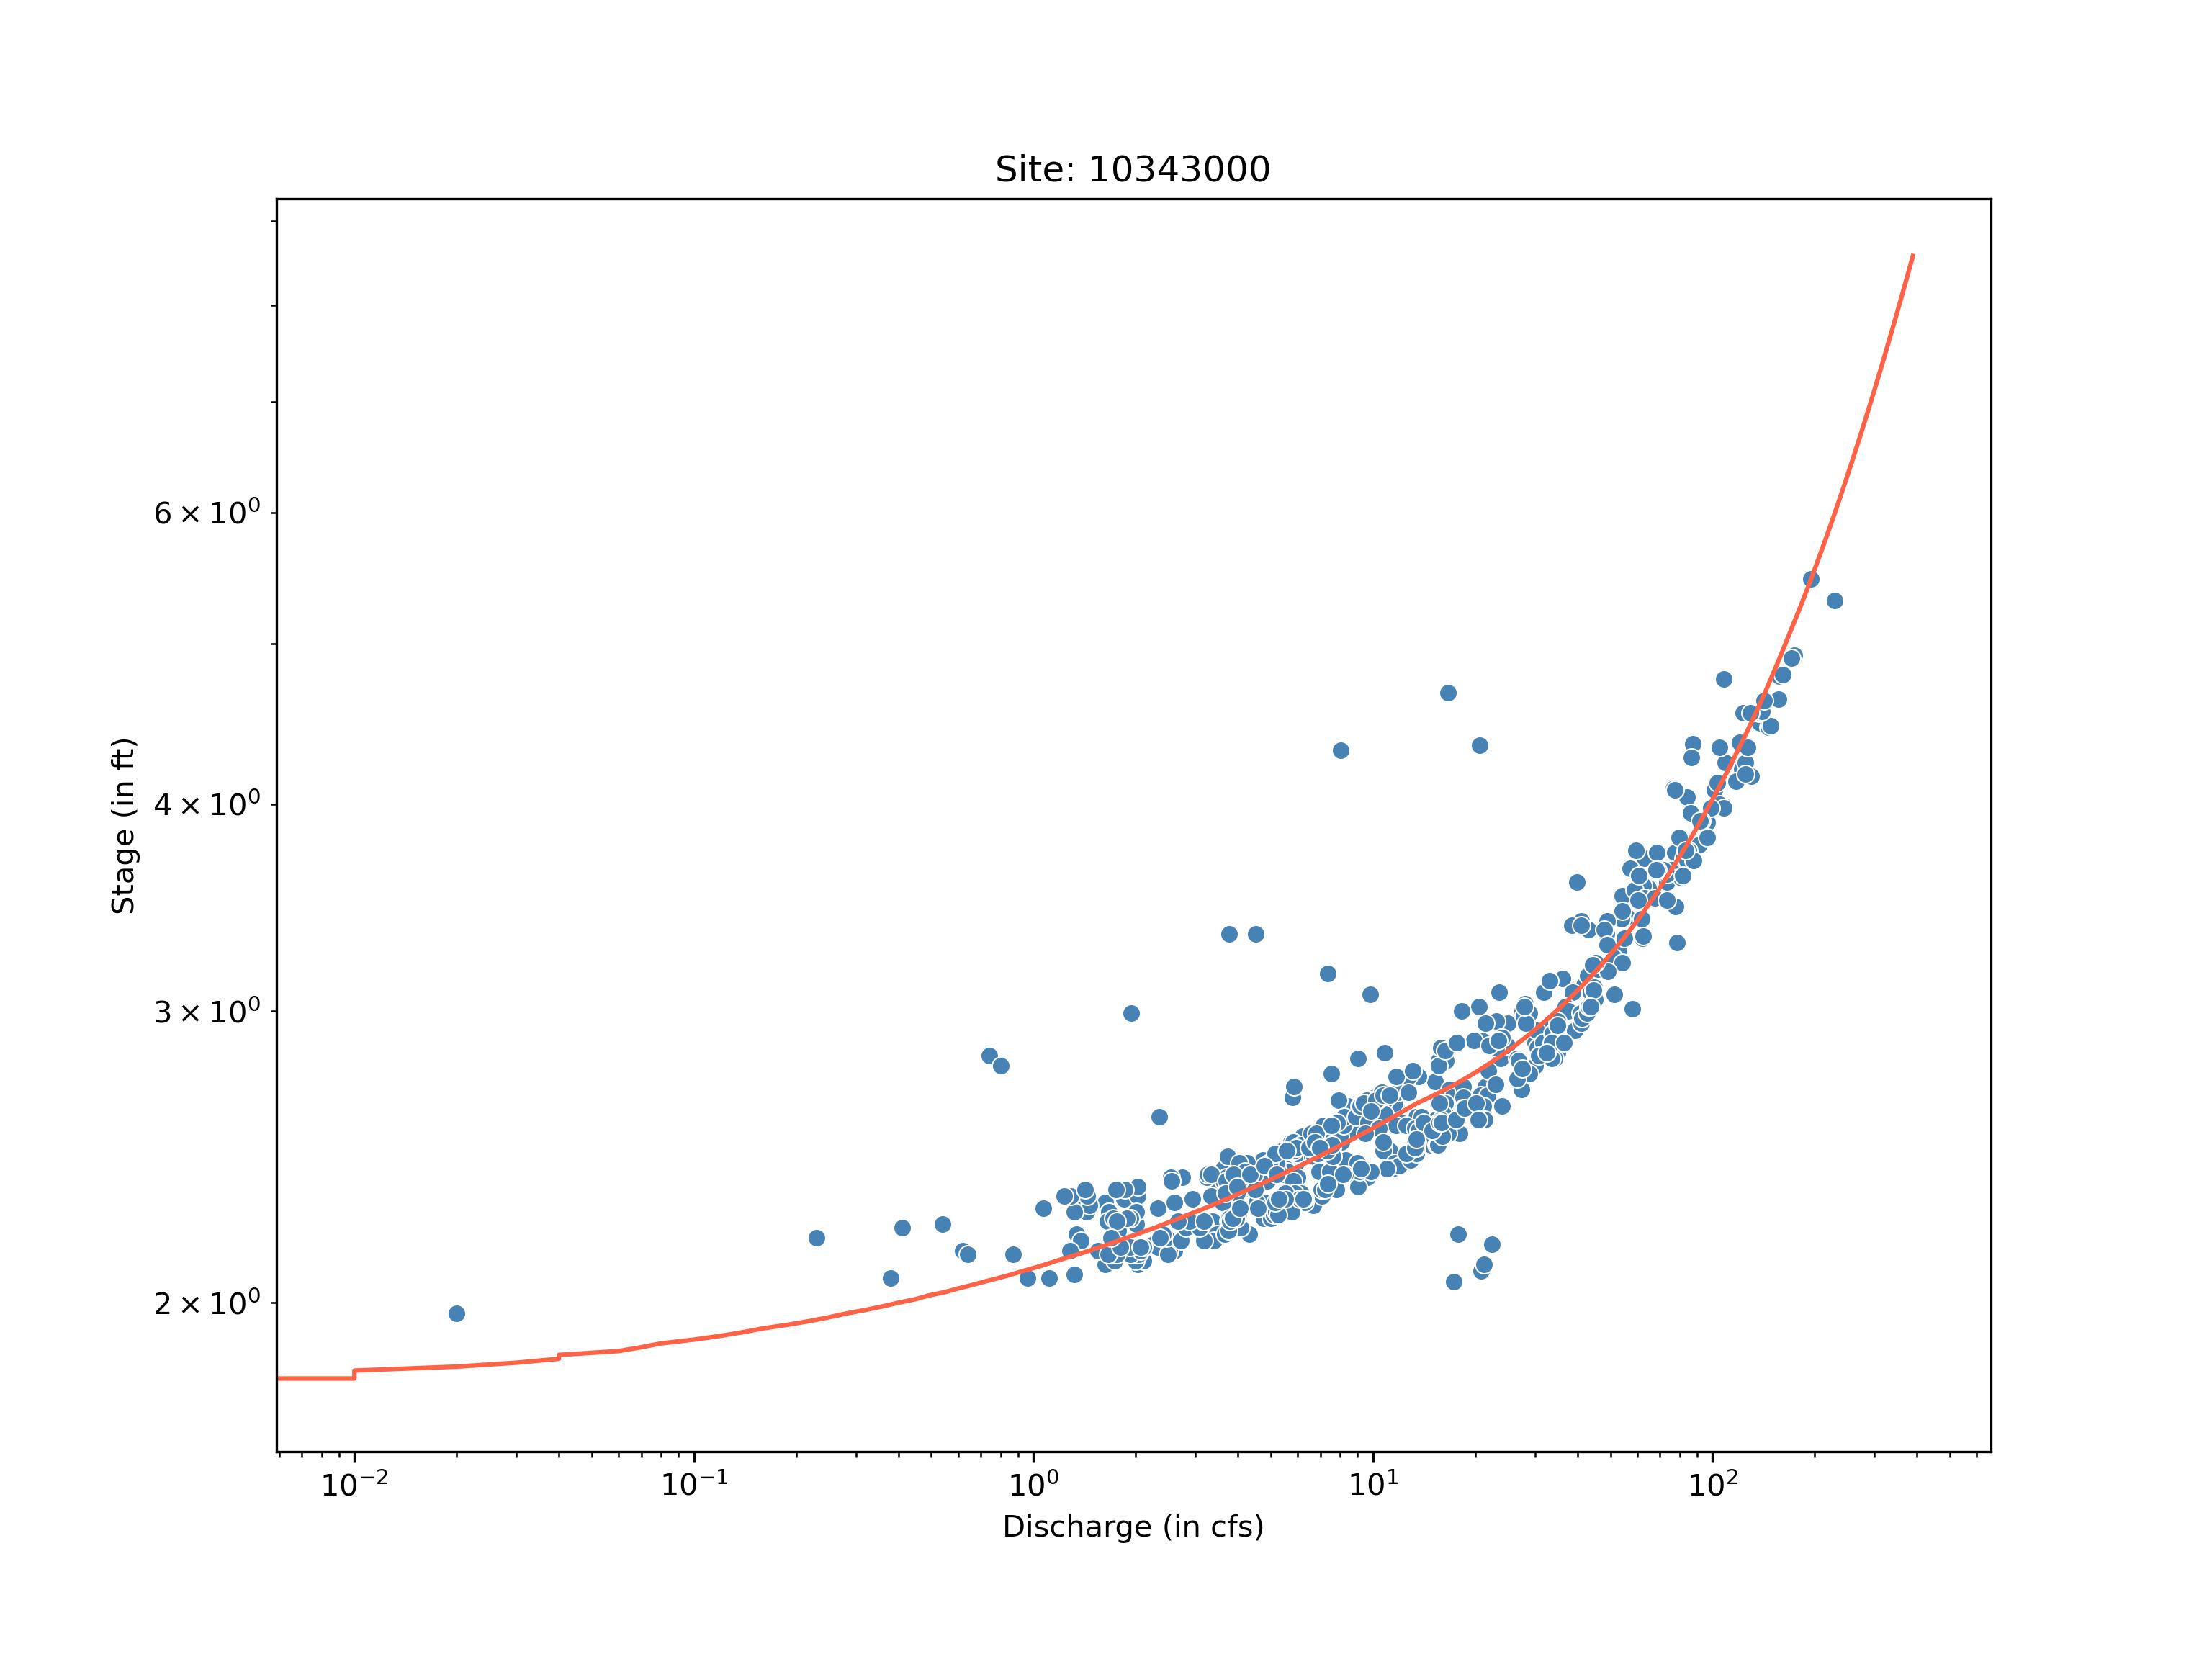 Site: 10343000
Stage (in ft)
6 × 10⁰
4 × 10⁰
3 × 10⁰
2 × 10⁰
10⁻² 10⁻¹ 10⁰ 10¹ 10²
Discharge (in cfs)